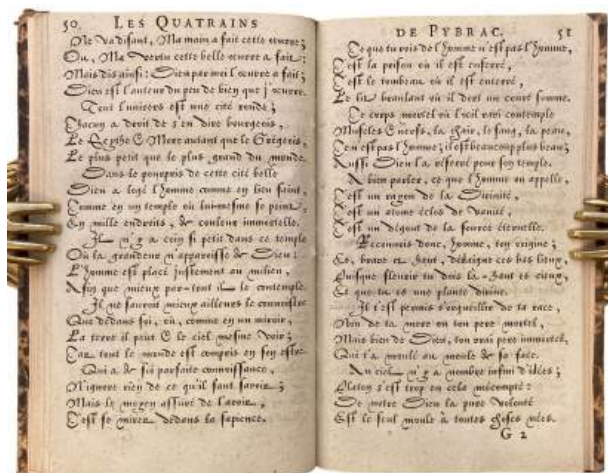 50. LES QUATRAINS
Ne va disant, Ma main a fait cette œuvre;
Ou, Ma vertu cette belle œuvre a fait:
Mais dis ainsi: Dieu par moi l'œuvre a fait;
Dieu est l'auteur du peu de bien que j'œuvre.
Tout l'univers est une cité ronde;
Chacun a droit de s'en dire bourgeois,
Le Scythe & More autant que le Grégeois,
Le plus petit que le plus grand du monde.
Dans le pourpris de cette cité belle
Dieu a logé l'homme comme en lieu saint,
Comme en un temple où lui-mesme se peint
En mille endroits, de couleur immortelle.
Il n'y a coin si petit dans ce temple
Où la grandeur n'apparoisse de Dieu:
L'homme est placé justement au milieu,
Afin que mieux par-tout il le contemple.
Il ne sauroit mieux ailleurs le connoistre
Que dedans soi, où, comme en un miroir,
La terre il peut & le ciel mesme voir;
Car tout le monde est compris en son estre.
Qui a de soi parfaite connoissance,
N'ignore rien de ce qu'il faut savoir;
Mais le moyen assuré de l'avoir,
C'est se mirer dedans la sapience.
DE PYBRAC. 51
Ce que tu vois de l'homme n'est pas l'homme,
C'est la prison où il est enserré,
C'est le tombeau où il est enterré,
Le lit branlant où il dort un court somme.
Ce corps mortel où l'œil ravi contemple
Muscles & nerfs, la chair, le sang, la peau,
Ce n'est pas l'homme; il est beaucoup plus beau;
Aussi Dieu l'a réservé pour son temple.
A bien parler, ce que l'homme on appelle,
C'est un rayon de la Divinité,
C'est un atome éclos de l'unité,
C'est un dégout de la source éternelle.
Reconnois donc, homme, ton origine;
Et, brave et haut, dédaigne ces bas lieux,
Puisque fleurir tu dois là-haut ès cieux,
Et que tu es une plante divine.
Il t'est permis t'orgueillir de ta race,
Non de ta mere ou ton pere mortel,
Mais bien de Dieu, ton vrai pere immortel,
Qui t'a moulé au moule de sa face.
Au ciel n'y a nombre infini d'idées;
Platon s'est trop en cela mécompté:
De notre Dieu la pure volonté
Est le seul moule à toutes choses nées.
G 2